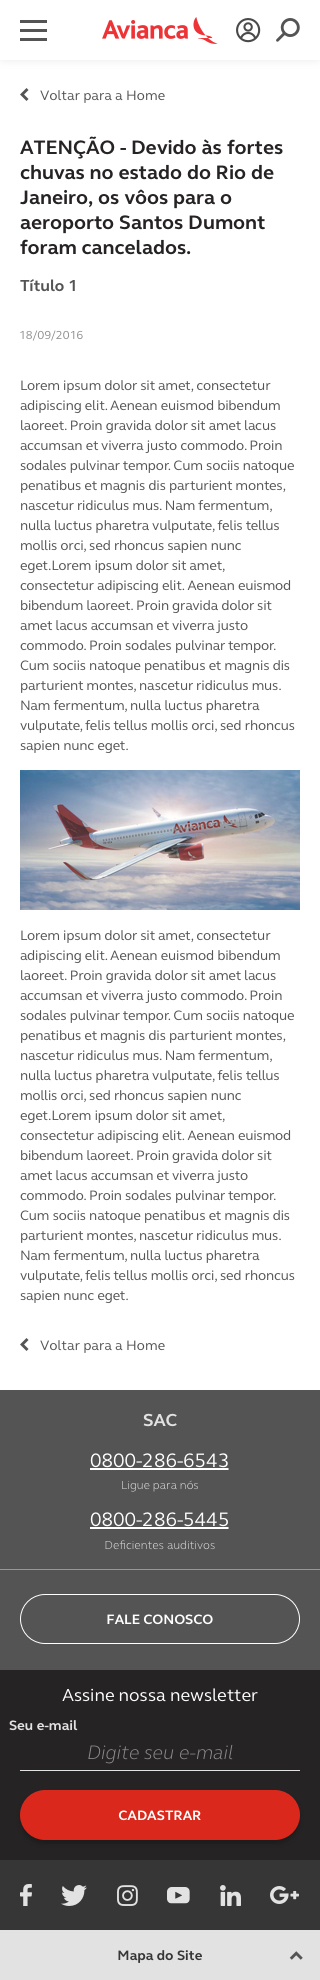 Avianca
Voltar para a Home
ATENÇÃO - Devido às fortes
chuvas no estado do Rio de
Janeiro, os vôos para o
aeroporto Santos Dumont
foram cancelados.
Título 1
18/09/2016
Lorem ipsum dolor sit amet, consectetur
adipiscing elit. Aenean euismod bibendum
laoreet. Proin gravida dolor sit amet lacus
accumsan et viverra justo commodo. Proin
sodales pulvinar tempor. Cum sociis natoque
penatibus et magnis dis parturient montes,
nascetur ridiculus mus. Nam fermentum,
nulla luctus pharetra vulputate, felis tellus
mollis orci, sed rhoncus sapien nunc
eget.Lorem ipsum dolor sit amet,
consectetur adipiscing elit. Aenean euismod
bibendum laoreet. Proin gravida dolor sit
amet lacus accumsan et viverra justo
commodo. Proin sodales pulvinar tempor.
Cum sociis natoque penatibus et magnis dis
parturient montes, nascetur ridiculus mus.
Nam fermentum, nulla luctus pharetra
vulputate, felis tellus mollis orci, sed rhoncus
sapien nunc eget.
Avianca
Lorem ipsum dolor sit amet, consectetur
adipiscing elit. Aenean euismod bibendum
laoreet. Proin gravida dolor sit amet lacus
accumsan et viverra justo commodo. Proin
sodales pulvinar tempor. Cum sociis natoque
penatibus et magnis dis parturient montes,
nascetur ridiculus mus. Nam fermentum,
nulla luctus pharetra vulputate, felis tellus
mollis orci, sed rhoncus sapien nunc
eget.Lorem ipsum dolor sit amet,
consectetur adipiscing elit. Aenean euismod
bibendum laoreet. Proin gravida dolor sit
amet lacus accumsan et viverra justo
commodo. Proin sodales pulvinar tempor.
Cum sociis natoque penatibus et magnis dis
parturient montes, nascetur ridiculus mus.
Nam fermentum, nulla luctus pharetra
vulputate, felis tellus mollis orci, sed rhoncus
sapien nunc eget.
Voltar para a Home
SAC
0800-286-6543
Ligue para nós
0800-286-5445
Deficientes auditivos
FALE CONOSCO
Assine nossa newsletter
Seu e-mail
Digite seu e-mail
CADASTRAR
Mapa do Site